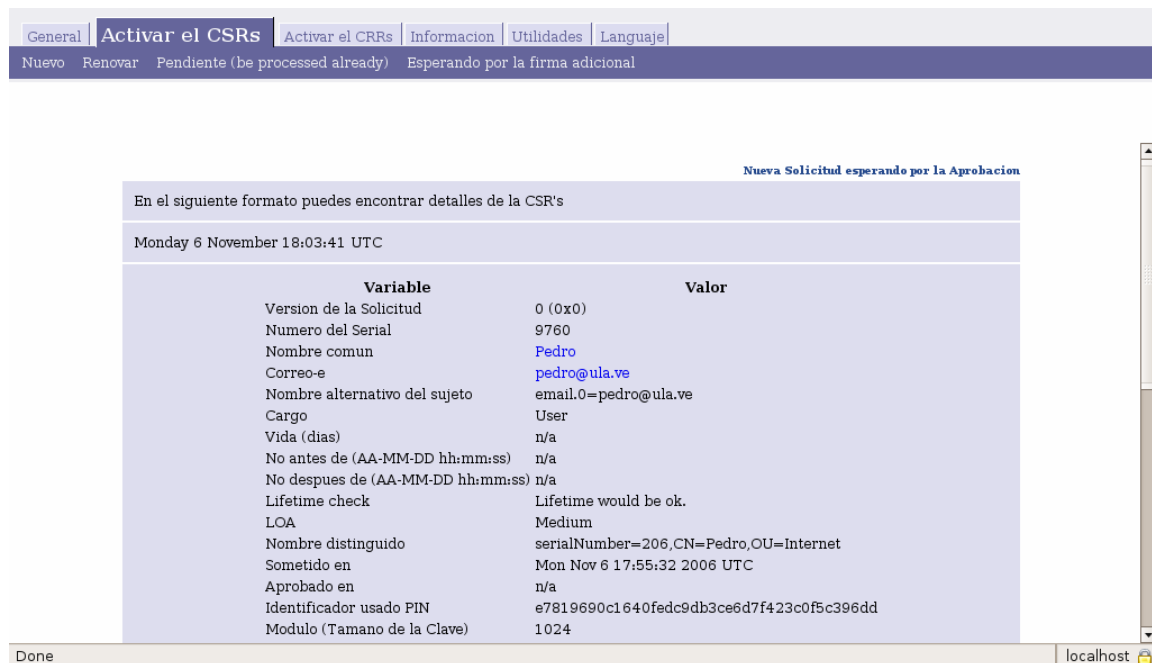 General Activar el CSRs Activar el CRRs Informacion Utilidades Languaje
Nuevo Renovar Pendiente (be processed already) Esperando por la firma adicional
Nueva Solicitud esperando por la Aprobacion
En el siguiente formato puedes encontrar detalles de la CSR's
Monday 6 November 18:03:41 UTC
Variable Valor
Version de la Solicitud 0 (0x0)
Numero del Serial 9760
Nombre comun Pedro
Correo-e pedro@ula.ve
Nombre alternativo del sujeto email.0=pedro@ula.ve
Cargo User
Vida (dias) n/a
No antes de (AA-MM-DD hh:mm:ss) n/a
No despues de (AA-MM-DD hh:mm:ss) n/a
Lifetime check Lifetime would be ok.
LOA Medium
Nombre distinguido serialNumber=206,CN=Pedro,OU=Internet
Sometido en Mon Nov 6 17:55:32 2006 UTC
Aprobado en n/a
Identificador usado PIN e7819690c1640fedc9db3ce6d7f423c0f5c396dd
Modulo (Tamano de la Clave) 1024
Done localhost